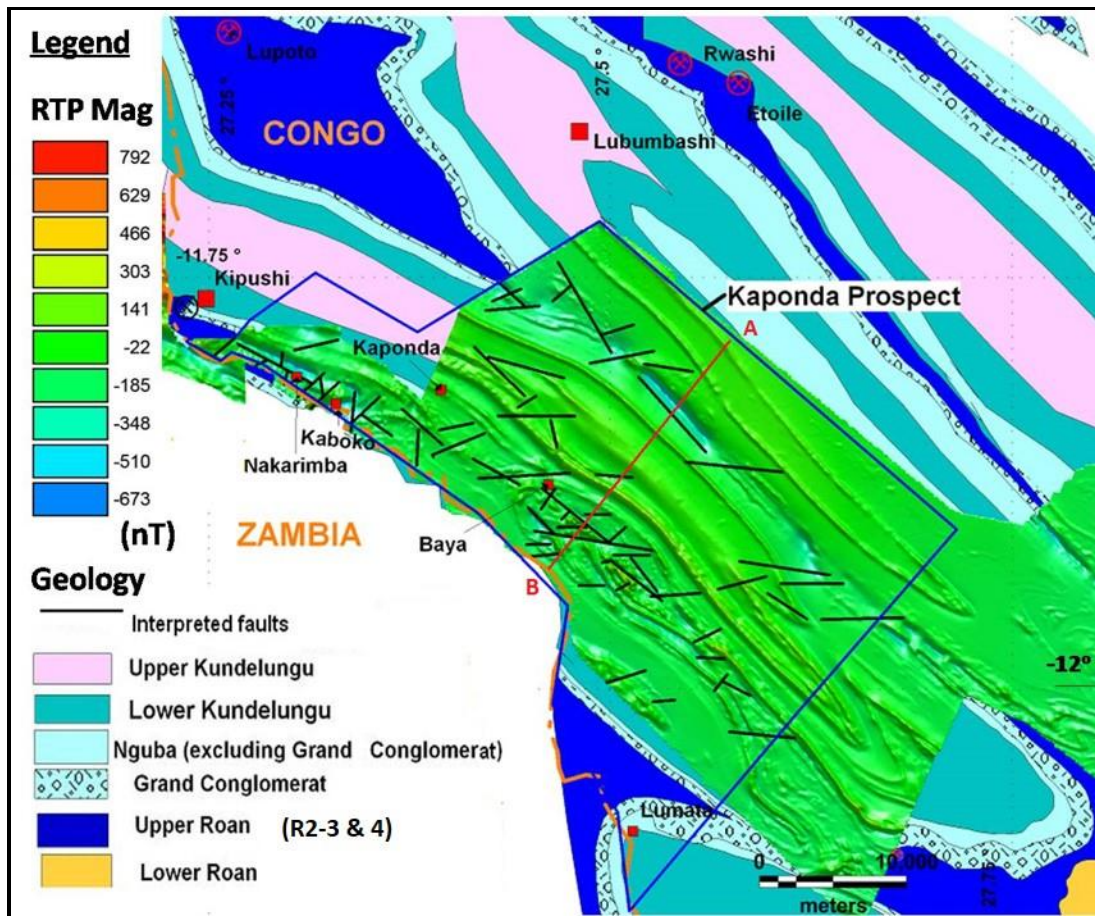 Legend
RTP Mag
792
629
466
303
141
-22
-185
-348
-510
-673
(nT)
Geology
Interpreted faults
Upper Kundelungu
Lower Kundelungu
Nguba (excluding Grand Conglomerat)
Grand Conglomerat
Upper Roan (R2-3 & 4)
Lower Roan
Lupoto
27.25 °
CONGO
27.5 °
Rwashi
Etoile
Lubumbashi
-11.75 °
Kipushi
Kaponda Prospect
A
Kaponda
Kaboko
Nakarimba
ZAMBIA
Baya
B
-12°
Lumata
0 10,000
meters
27.75 °